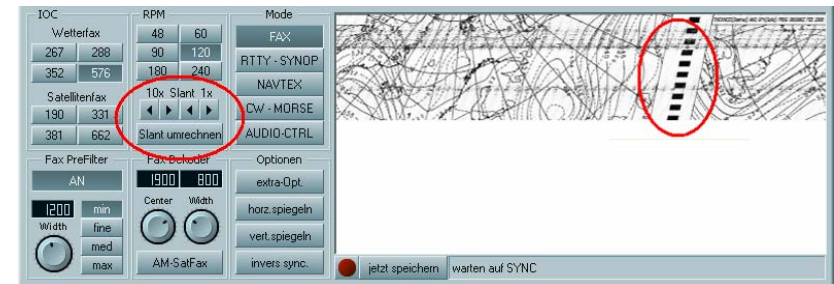 IOC
Wetterfax
267 288
352 576
Satellitenfax
190 331
381 662
RPM
48 60
90 120
180 240
10x Slant 1x
Slant umrechnen
Mode
FAX
RTTY - SYNOP
NAVTEX
CW - MORSE
AUDIO-CTRL
Fax PreFilter
AN
1200 min
Width fine
med
max
Fax Dekoder
1900 800
Center Width
AM-SatFax
Optionen
extra-Opt.
horz.spiegeln
vert.spiegeln
invers sync.
jetzt speichern warten auf SYNC